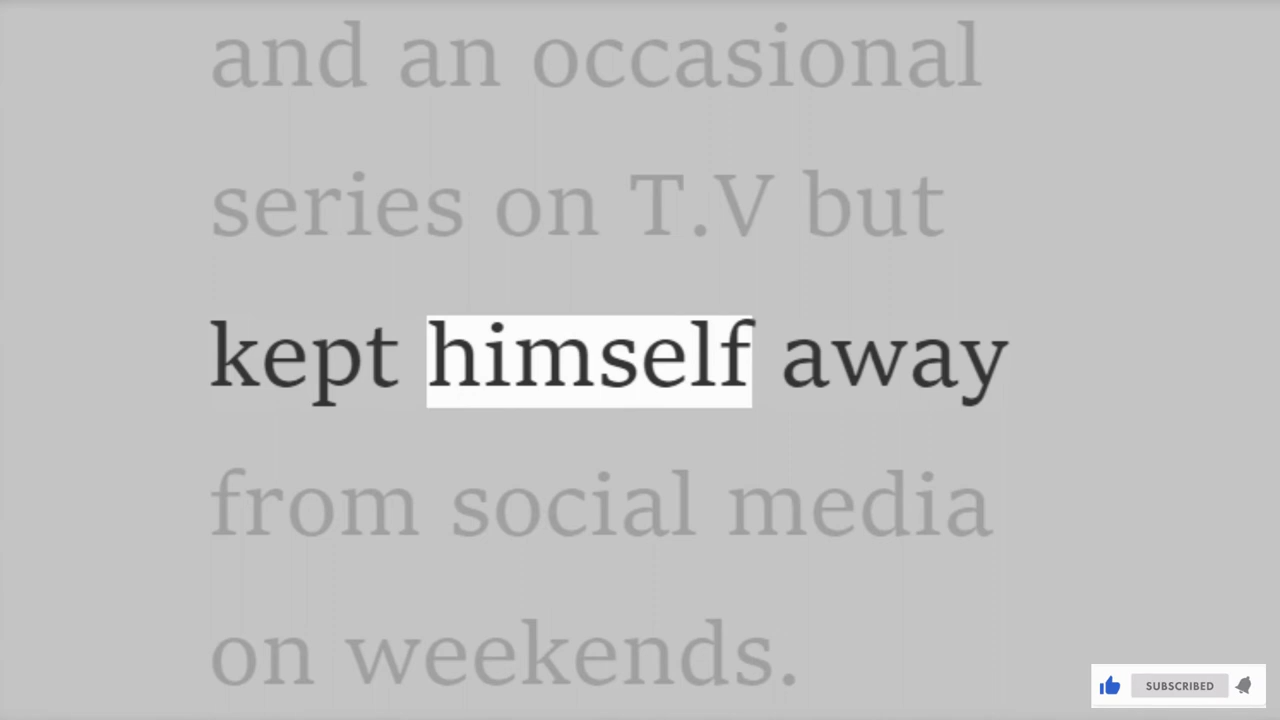 and an occasional
series on T.V but
kept himself away
from social media
on weekends.
SUBSCRIBED